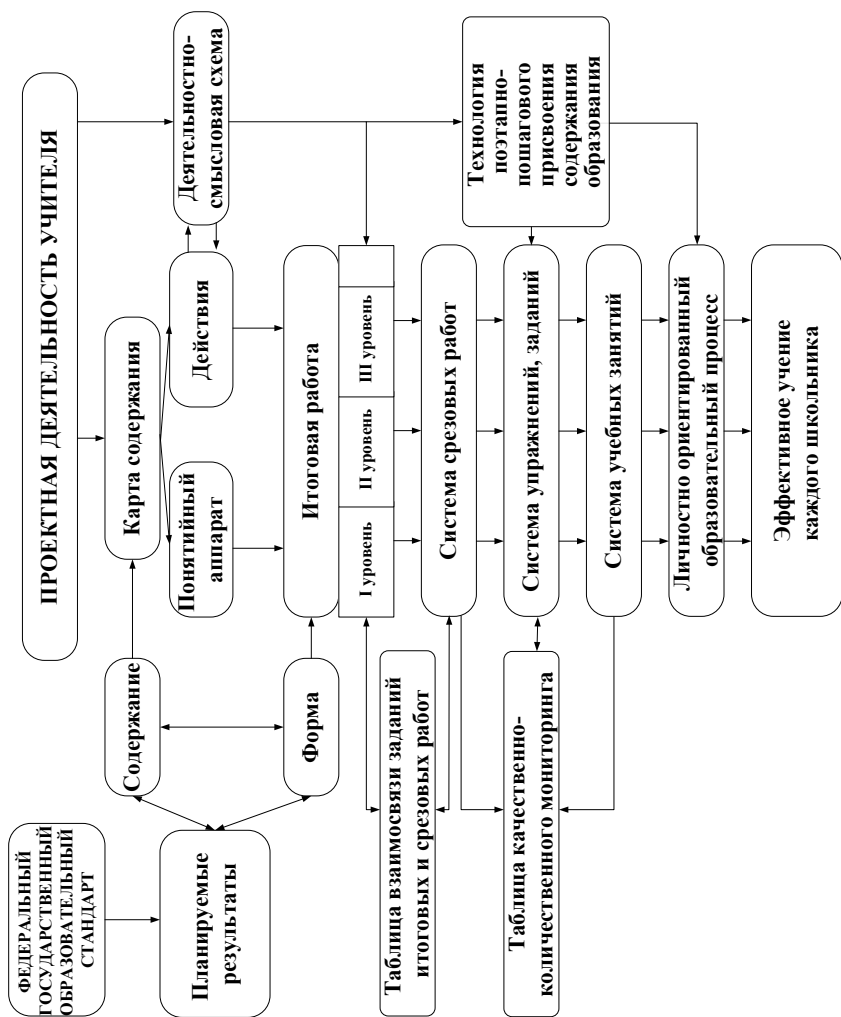 ФЕДЕРАЛЬНЫЙ
ГОСУДАРСТВЕННЫЙ
ОБРАЗОВАТЕЛЬНЫЙ
СТАНДАРТ
ПРОЕКТНАЯ ДЕЯТЕЛЬНОСТЬ УЧИТЕЛЯ
Планируемые
результаты
Содержание
Карта содержания
Понятийный
аппарат
Действия
Деятельностно-
смысловая схема
Форма
Итоговая работа
I уровень
II уровень
III уровень
Таблица взаимосвязи заданий
итоговых и срезовых работ
Система срезовых работ
Технология
поэтапно-
пошагового
присвоения
содержания
образования
Таблица качественно-
количественного мониторинга
Система упражнений, заданий
Система учебных занятий
Личностно ориентированный
образовательный процесс
Эффективное учение
каждого школьника